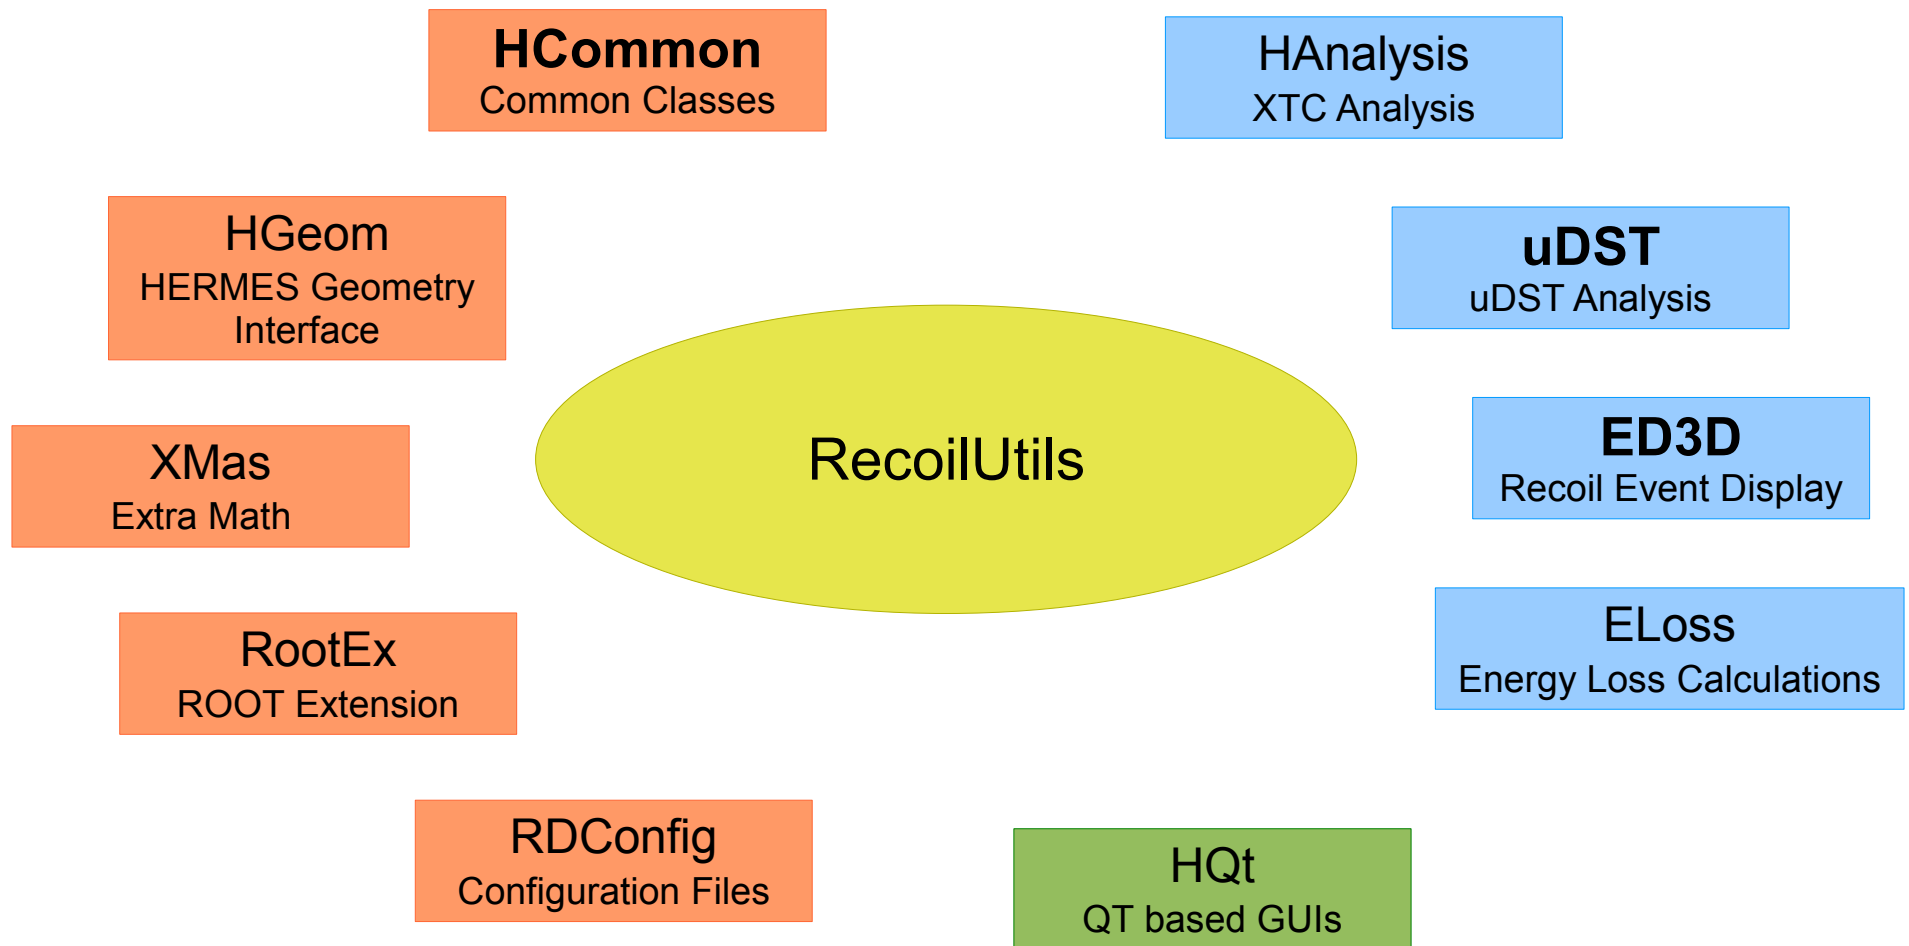 HCommon
Common Classes
HAnalysis
XTC Analysis
HGeom
HERMES Geometry
Interface
uDST
uDST Analysis
XMas
Extra Math
RecoilUtils
ED3D
Recoil Event Display
RootEx
ROOT Extension
ELoss
Energy Loss Calculations
RDConfig
Configuration Files
HQt
QT based GUIs